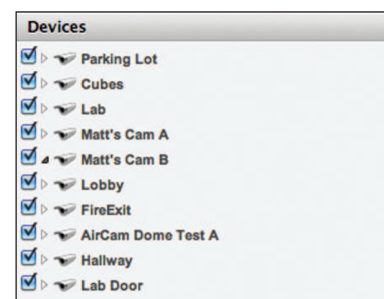 Devices
Parking Lot
Cubes
Lab
Matt's Cam A
Matt's Cam B
Lobby
FireExit
AirCam Dome Test A
Hallway
Lab Door